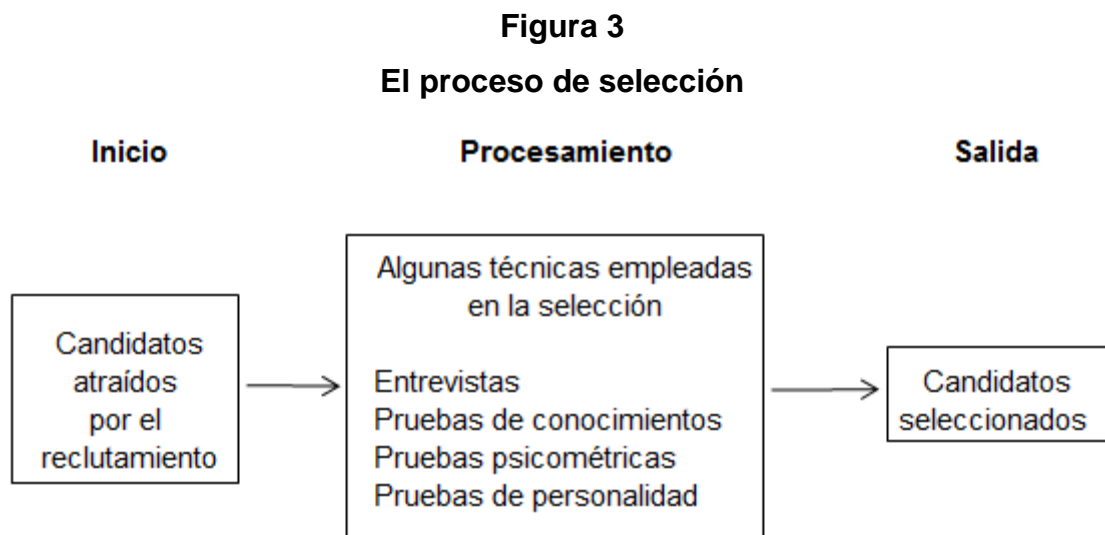 Figura 3
El proceso de selección
Inicio
Procesamiento
Salida
Candidatos
atraídos
por el
reclutamiento
Algunas técnicas empleadas
en la selección
Entrevistas
Pruebas de conocimientos
Pruebas psicométricas
Pruebas de personalidad
Candidatos
seleccionados